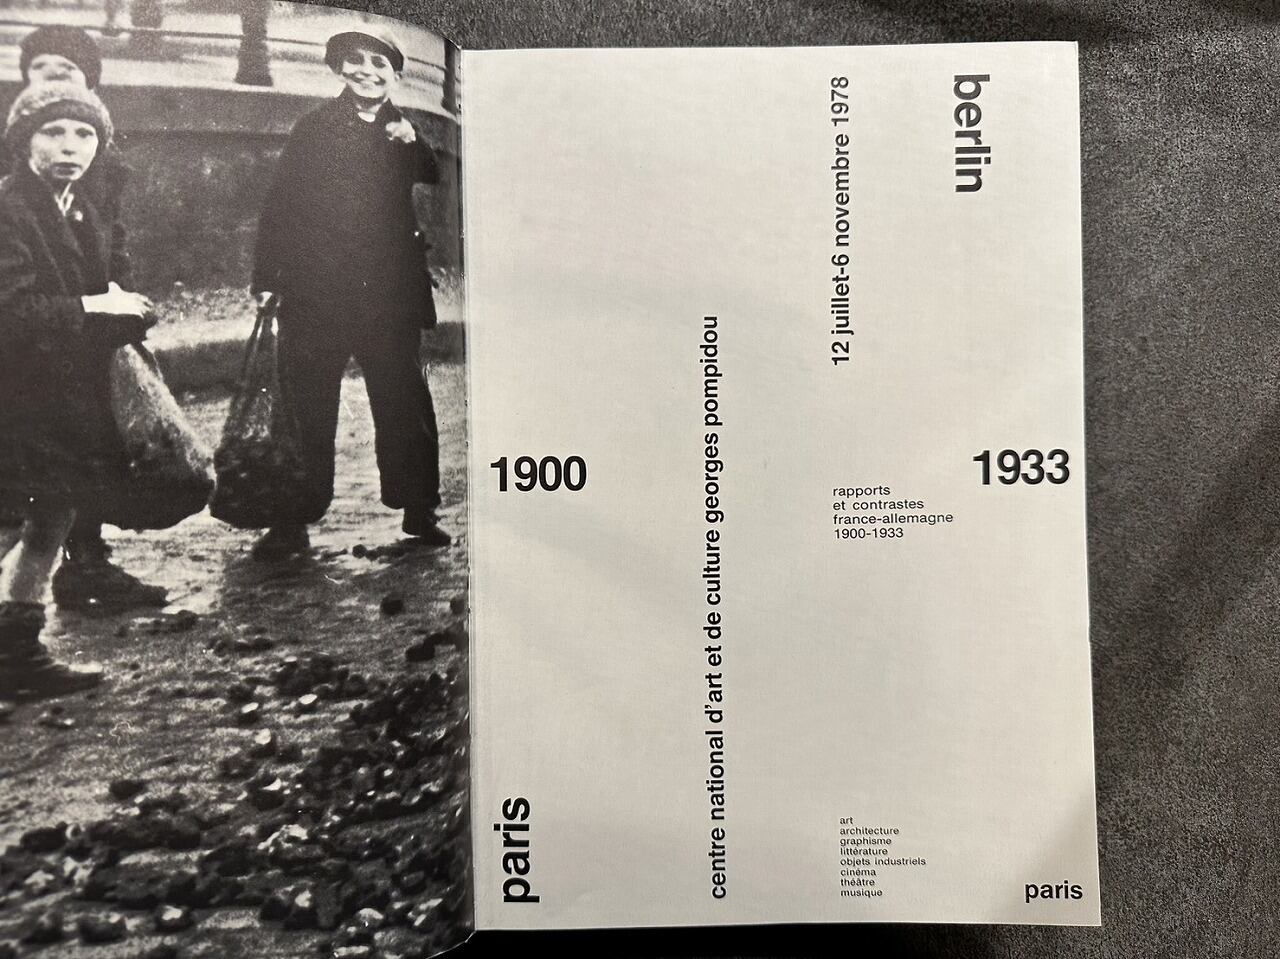 paris
1900
centre national d'art et de culture georges pompidou
12 juillet-6 novembre 1978
berlin
1933
rapports
et contrastes
france-allemagne
1900-1933
art
architecture
graphisme
littérature
objets industriels
cinéma
théâtre
musique
paris